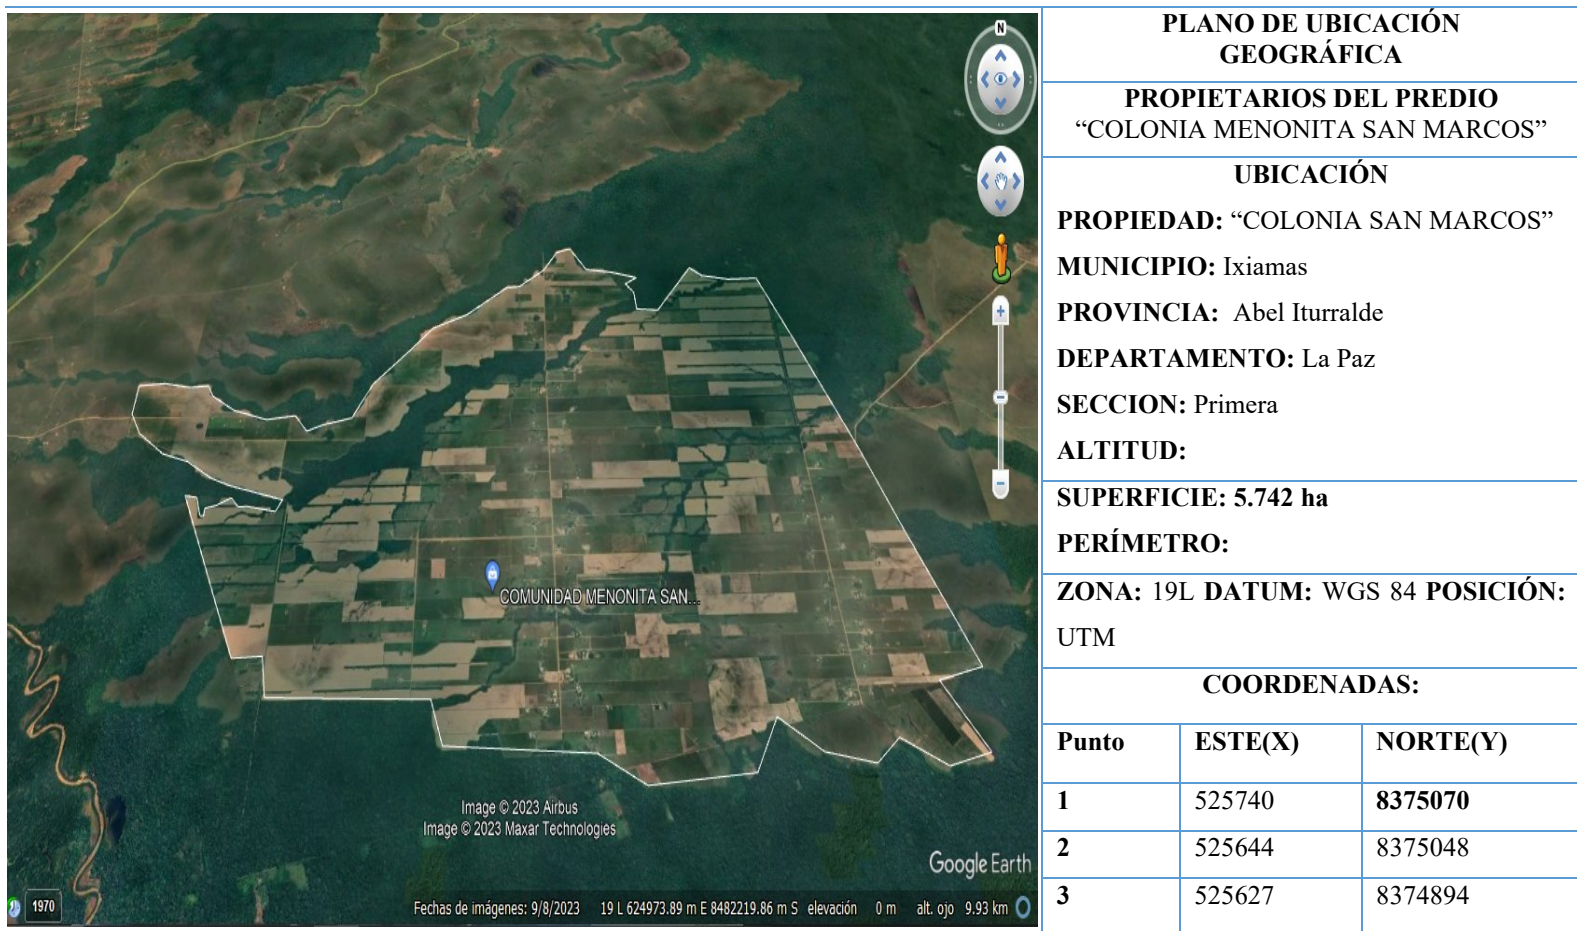 N
COMUNIDAD MENONITA SAN...
Image © 2023 Airbus
Image © 2023 Maxar Technologies
Google Earth
1970
Fechas de imágenes: 9/8/2023 19 L 624973.89 m E 8482219.86 m S elevación 0 m alt. ojo 9.93 km
PLANO DE UBICACIÓN
GEOGRÁFICA
PROPIETARIOS DEL PREDIO
“COLONIA MENONITA SAN MARCOS”
UBICACIÓN
PROPIEDAD: “COLONIA SAN MARCOS”
MUNICIPIO: Ixiamas
PROVINCIA: Abel Iturralde
DEPARTAMENTO: La Paz
SECCION: Primera
ALTITUD:
SUPERFICIE: 5.742 ha
PERÍMETRO:
ZONA: 19L DATUM: WGS 84 POSICIÓN:
UTM
COORDENADAS:
Punto ESTE(X) NORTE(Y)
1 525740 8375070
2 525644 8375048
3 525627 8374894